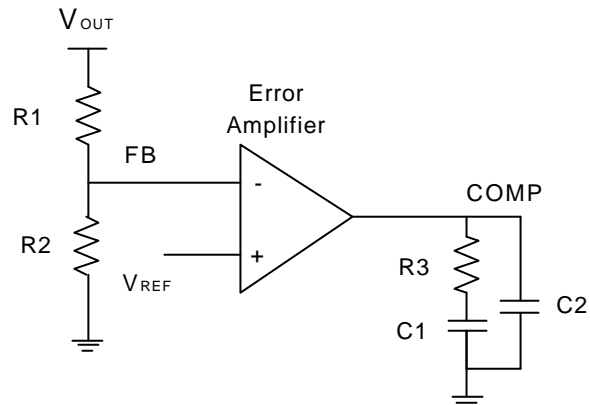 VOUT
R1
Error
Amplifier
FB
-
COMP
R2
+
R3
VREF
C2
C1